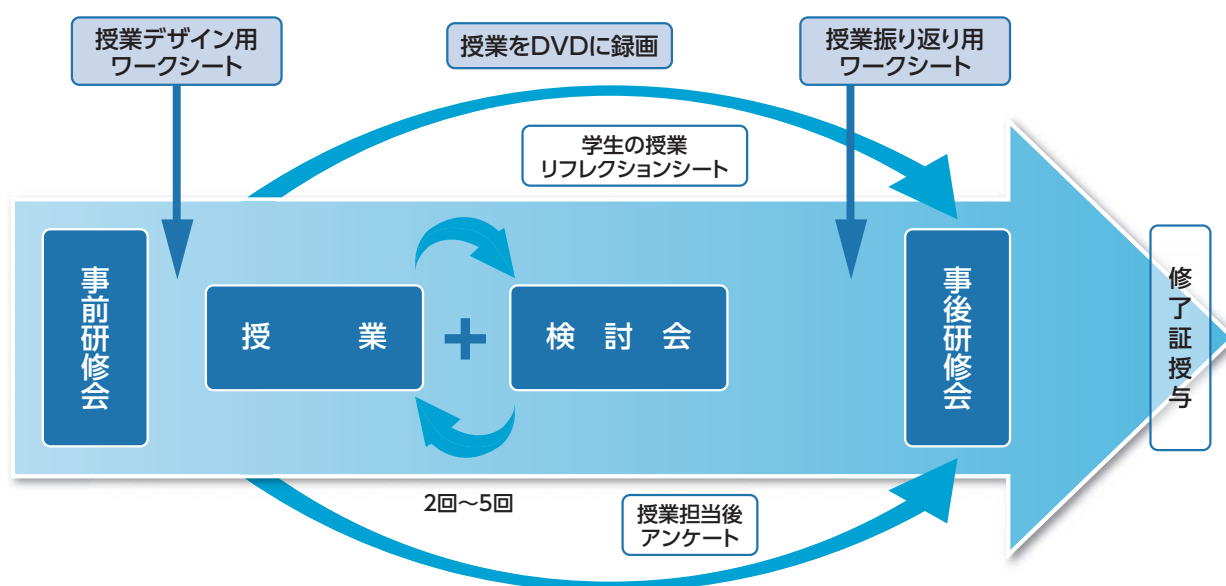 授業デザイン用
ワークシート
授業をDVDに録画
授業振り返り用
ワークシート
学生の授業
リフレクションシート
事前研修会
授業
+
検討会
事後研修会
修了証授与
2回〜5回
授業担当後
アンケート